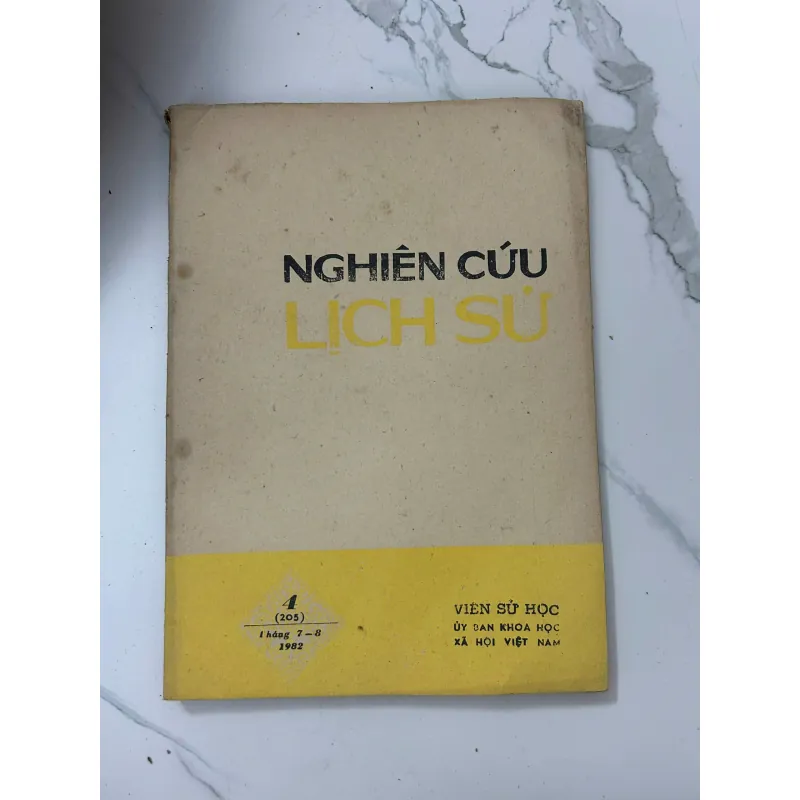 NGHIÊN CỨU
LỊCH SỬ
4
(205)
Tháng 7-8
1982
VIỆN SỬ HỌC
ỦY BAN KHOA HỌC
XÃ HỘI VIỆT NAM